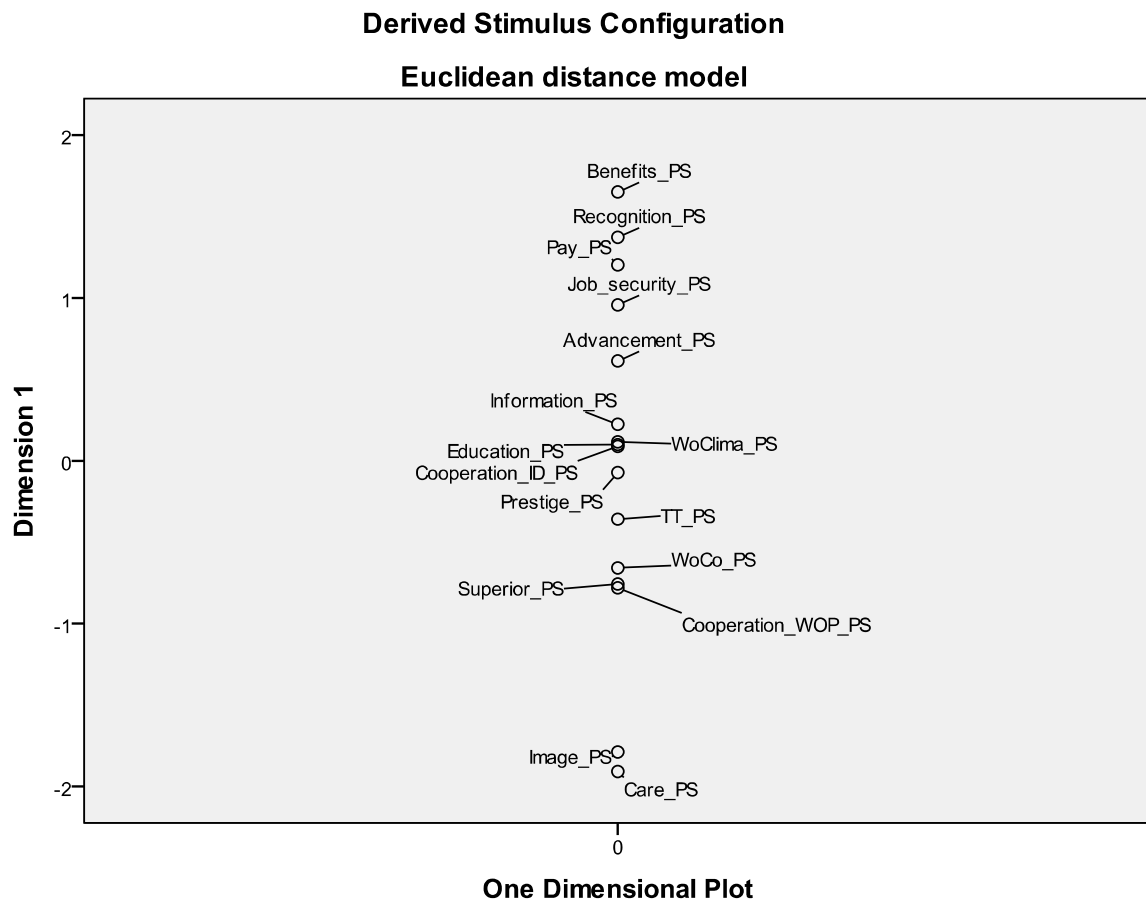 Derived Stimulus Configuration
Euclidean distance model
2
Benefits_PS
Recognition_PS
Pay_PS
Job_security_PS
1
Advancement_PS
Information_PS
WoClima_PS
Education_PS
0
Cooperation_ID_PS
Prestige_PS
TT_PS
WoCo_PS
Superior_PS
-1
Cooperation_WOP_PS
Image_PS
-2
Care_PS
0
Dimension 1
One Dimensional Plot